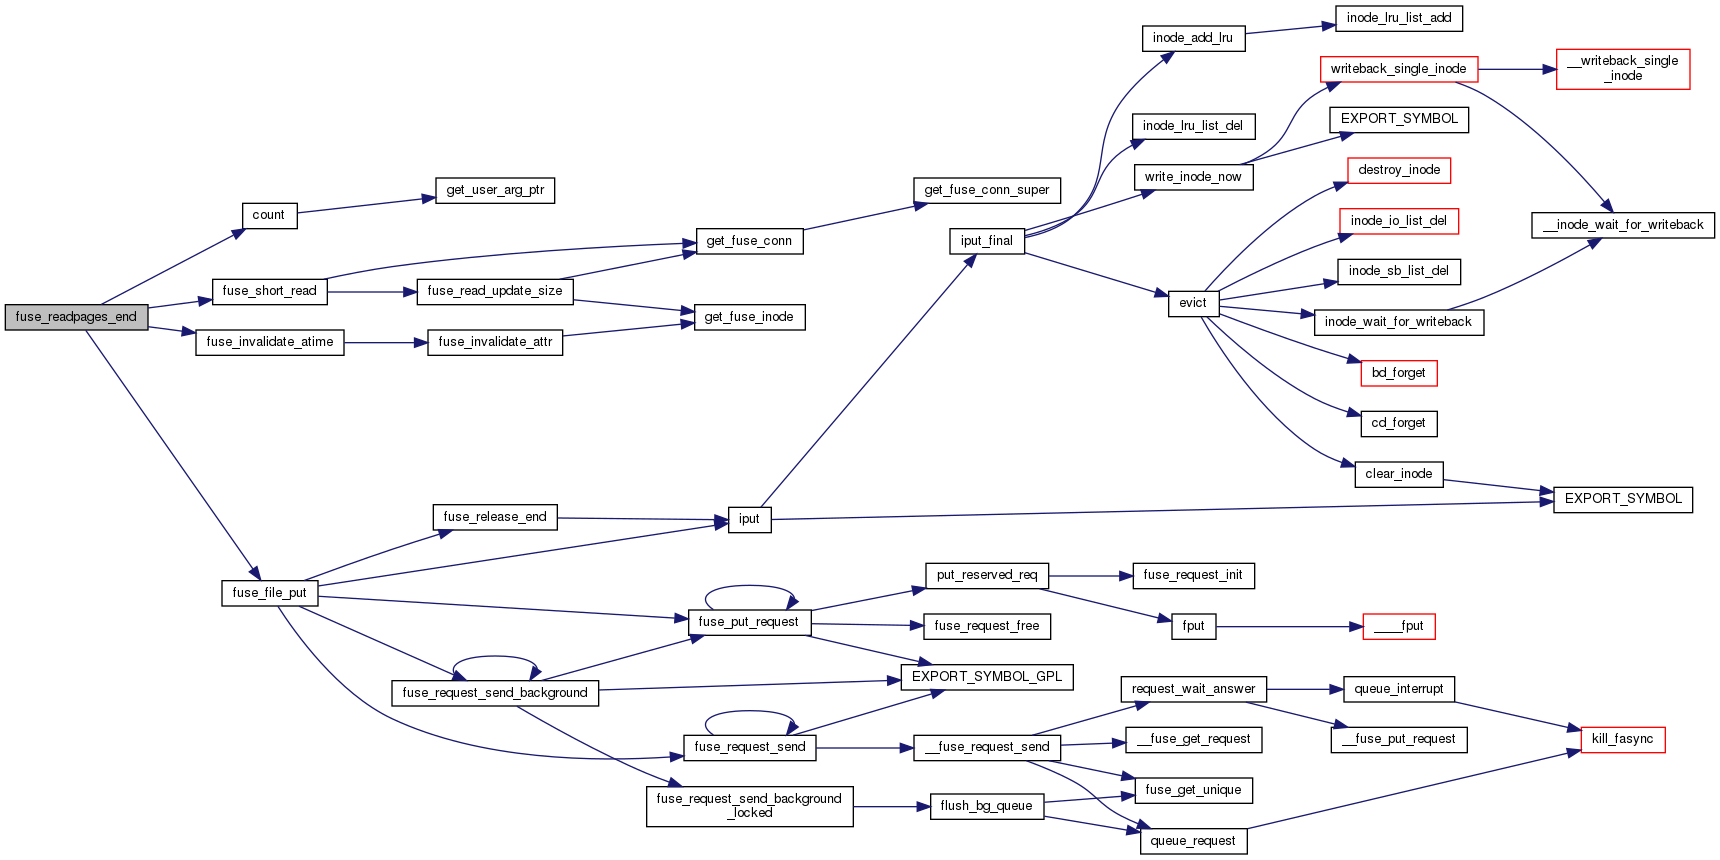 inode_lru_list_add
inode_add_lru
writeback_single_inode
__writeback_single
_inode
EXPORT_SYMBOL
inode_lru_list_del
destroy_inode
write_inode_now
get_user_arg_ptr
get_fuse_conn_super
count
inode_io_list_del
__inode_wait_for_writeback
get_fuse_conn
iput_final
inode_sb_list_del
fuse_short_read
fuse_read_update_size
evict
fuse_readpages_end
get_fuse_inode
inode_wait_for_writeback
fuse_invalidate_atime
fuse_invalidate_attr
bd_forget
cd_forget
clear_inode
EXPORT_SYMBOL
fuse_release_end
iput
put_reserved_req
fuse_request_init
fuse_file_put
fuse_put_request
fuse_request_free
fput
____fput
EXPORT_SYMBOL_GPL
fuse_request_send_background
request_wait_answer
queue_interrupt
fuse_request_send
__fuse_request_send
__fuse_get_request
__fuse_put_request
kill_fasync
fuse_get_unique
fuse_request_send_background
_locked
flush_bg_queue
queue_request